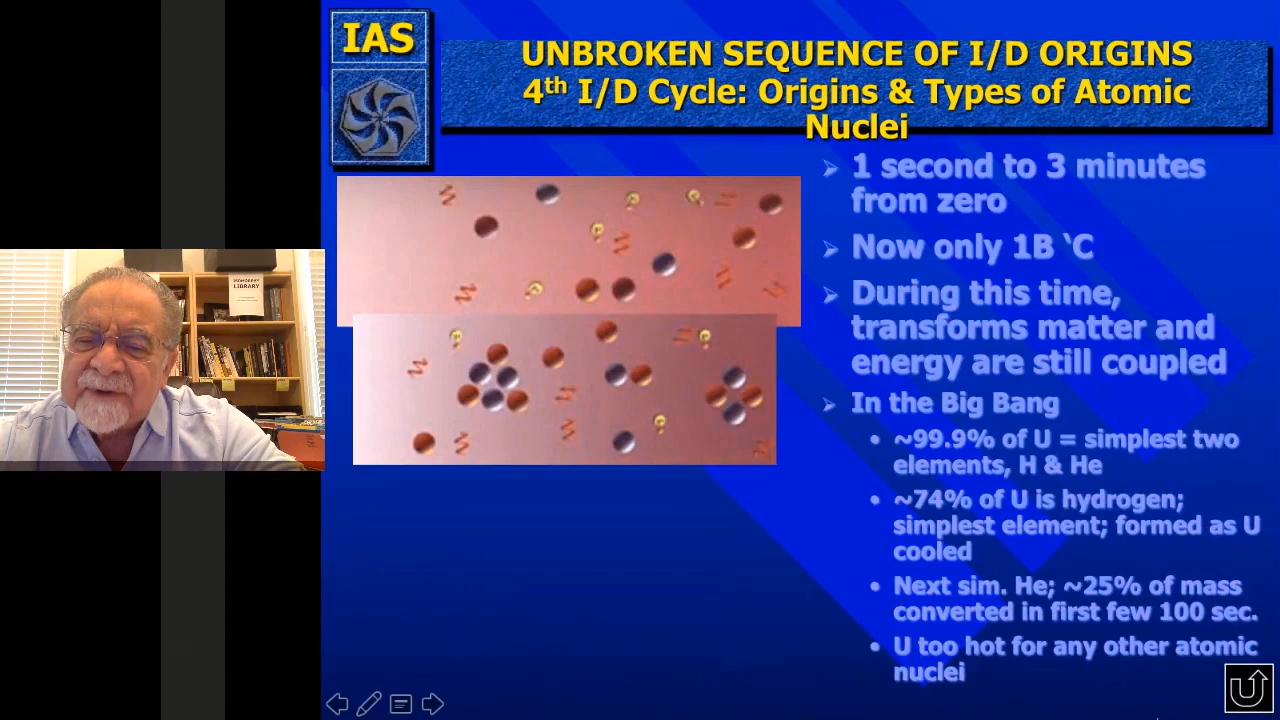 IAS
UNBROKEN SEQUENCE OF I/D ORIGINS
4th I/D Cycle: Origins & Types of Atomic
Nuclei
1 second to 3 minutes
from zero
Now only 1B ‘C
During this time,
transforms matter and
energy are still coupled
In the Big Bang
~99.9% of U = simplest two
elements, H & He
~74% of U is hydrogen;
simplest element; formed as U
cooled
Next sim. He; ~25% of mass
converted in first few 100 sec.
U too hot for any other atomic
nuclei
LIBRARY